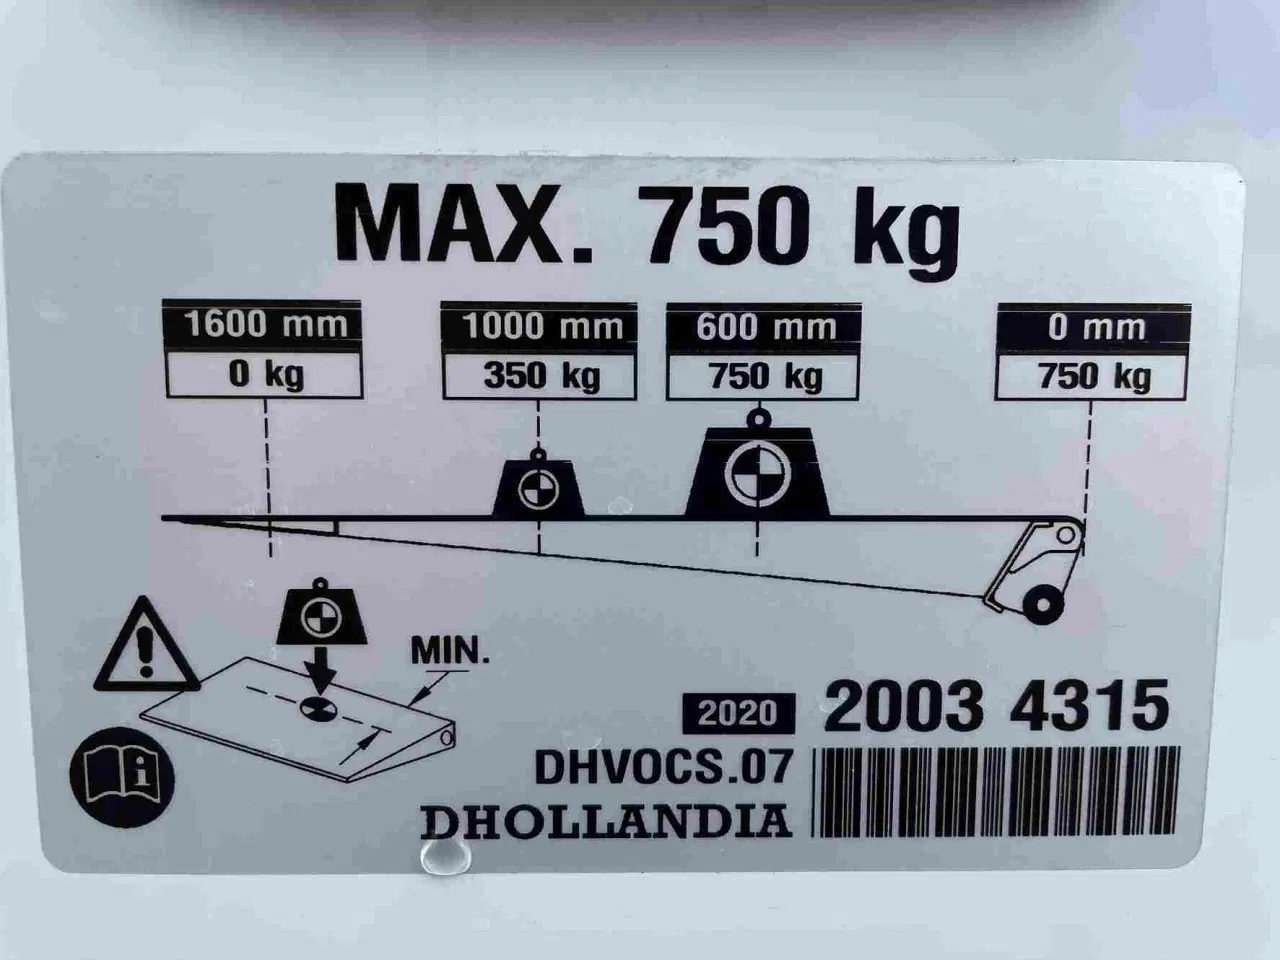 MAX. 750 kg
1600 mm 1000 mm 600 mm 0 mm
0 kg 350 kg 750 kg 750 kg
MIN.
2020 2003 4315
DHVOCS.07
DHOLLANDIA